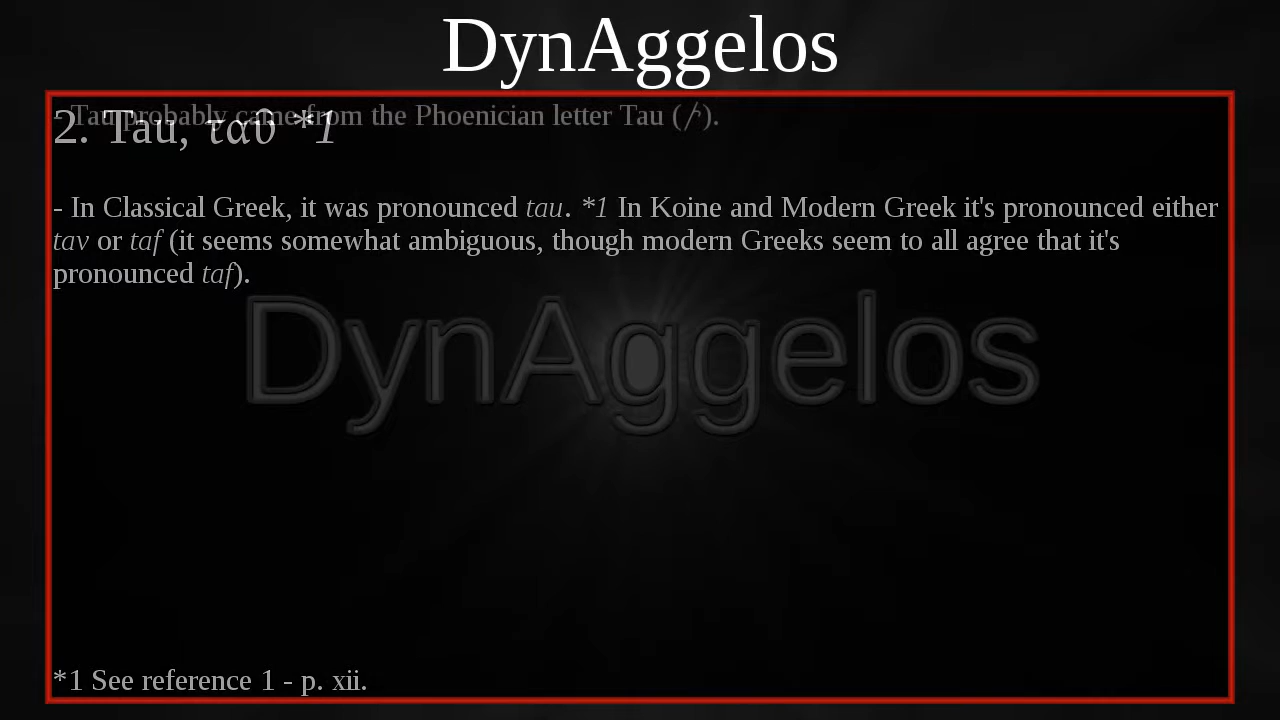 DynAggelos
- Tau probably came from the Phoenician letter Tau (𐤕).
2. Tau, ταῦ *1
- In Classical Greek, it was pronounced tau. *1 In Koine and Modern Greek it's pronounced either
tav or taf (it seems somewhat ambiguous, though modern Greeks seem to all agree that it's
pronounced taf).
DynAggelos
*1 See reference 1 - p. xii.